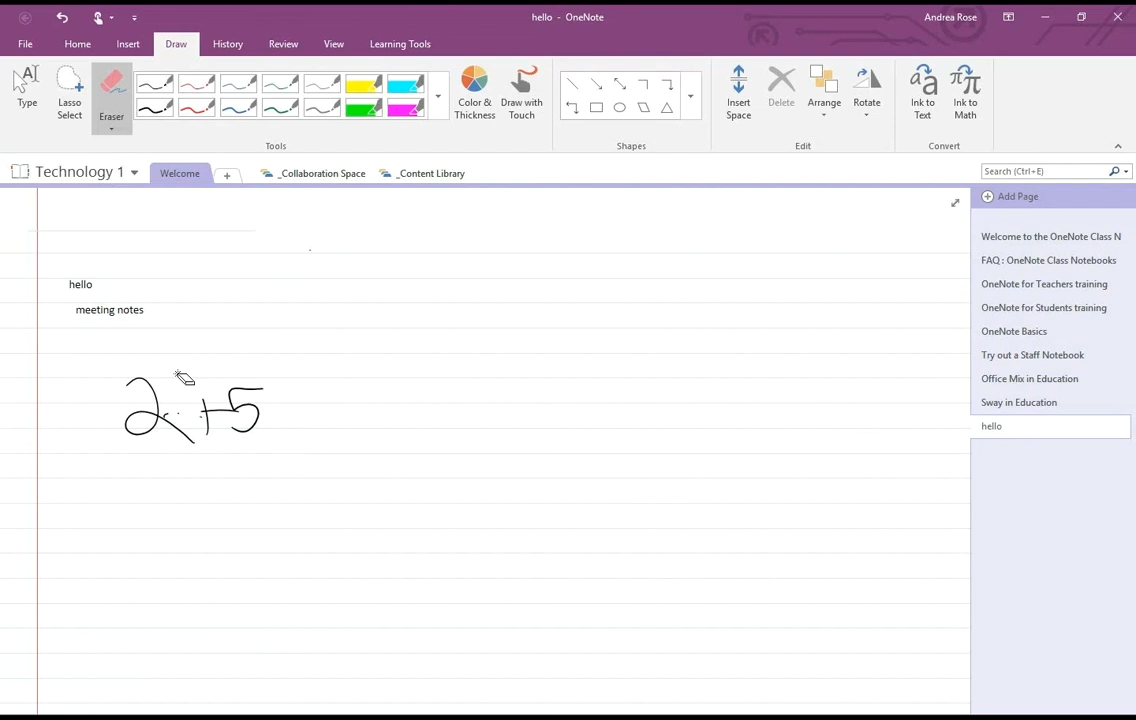 hello - OneNote
Andrea Rose
File Home Insert Draw History Review View Learning Tools
Type
Lasso Select
Eraser
Color & Thickness
Draw with Touch
Insert Space
Delete
Arrange
Rotate
Ink to Text
Ink to Math
Tools
Shapes
Edit
Convert
Technology 1
Welcome
_Collaboration Space
_Content Library
Search (Ctrl+E)
Add Page
Welcome to the OneNote Class N
FAQ : OneNote Class Notebooks
OneNote for Teachers training
OneNote for Students training
OneNote Basics
Try out a Staff Notebook
Office Mix in Education
Sway in Education
hello
hello
meeting notes
2 +5